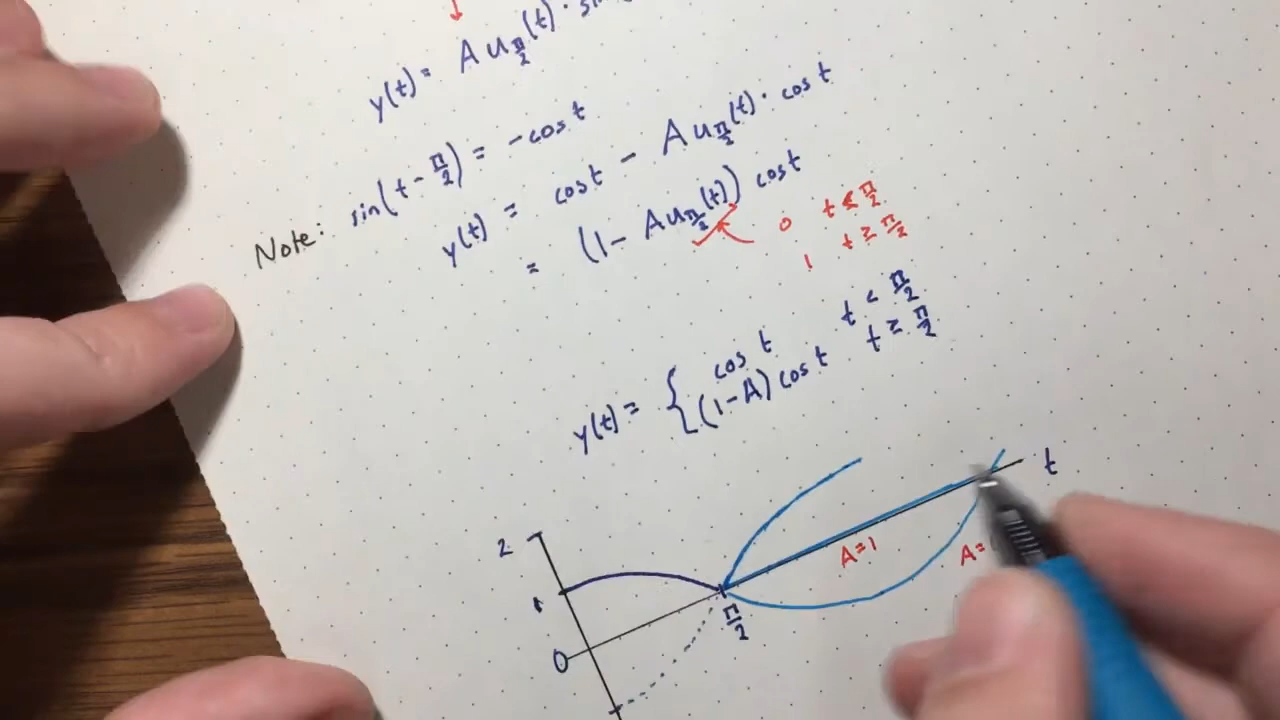 y(t) = A u_{π/2}(t) · sin
Note: sin(t - π/2) = -cos t
y(t) = cos t - A u_{π/2}(t) · cos t
= (1 - A u_{π/2}(t)) cos t
0 t < π/2
1 t ≥ π/2
y(t) = { cos t t < π/2
(1-A) cos t t ≥ π/2
t
2
A=1
A=
1
π/2
0